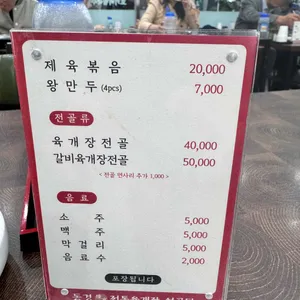 제육볶음 20,000
왕만두 (4pcs) 7,000
전골류
육개장전골 40,000
갈비육개장전골 50,000
< 전골 면사리 추가 1,000 >
음료
소주 5,000
맥주 5,000
막걸리 5,000
음료수 2,000
포장됩니다